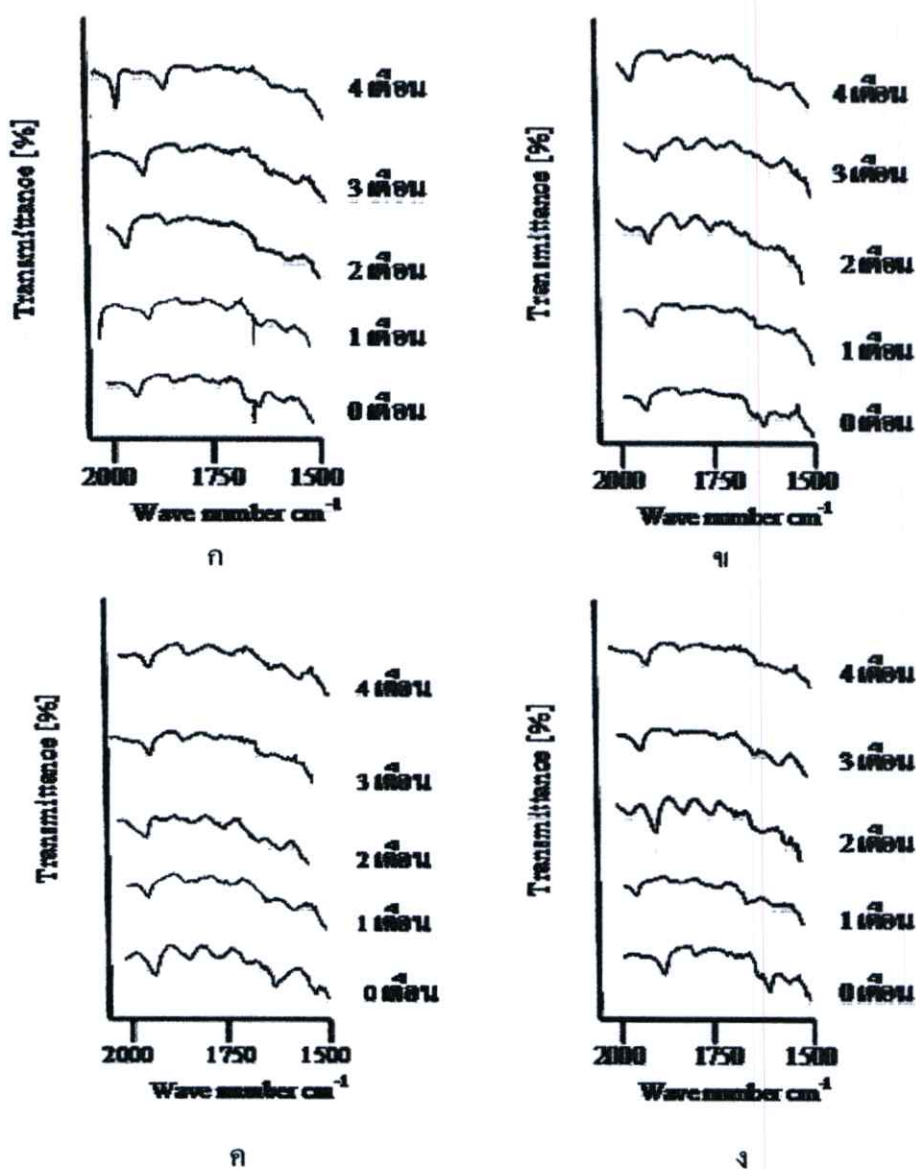 Transmittance [%]
4 เดือน
3 เดือน
2 เดือน
1 เดือน
0 เดือน
2000 1750 1500
Wave number cm-1
ก
Transmittance [%]
4 เดือน
3 เดือน
2 เดือน
1 เดือน
0 เดือน
2000 1750 1500
Wave number cm-1
ข
Transmittance [%]
4 เดือน
3 เดือน
2 เดือน
1 เดือน
0 เดือน
2000 1750 1500
Wave number cm-1
ค
Transmittance [%]
4 เดือน
3 เดือน
2 เดือน
1 เดือน
0 เดือน
2000 1750 1500
Wave number cm-1
ง